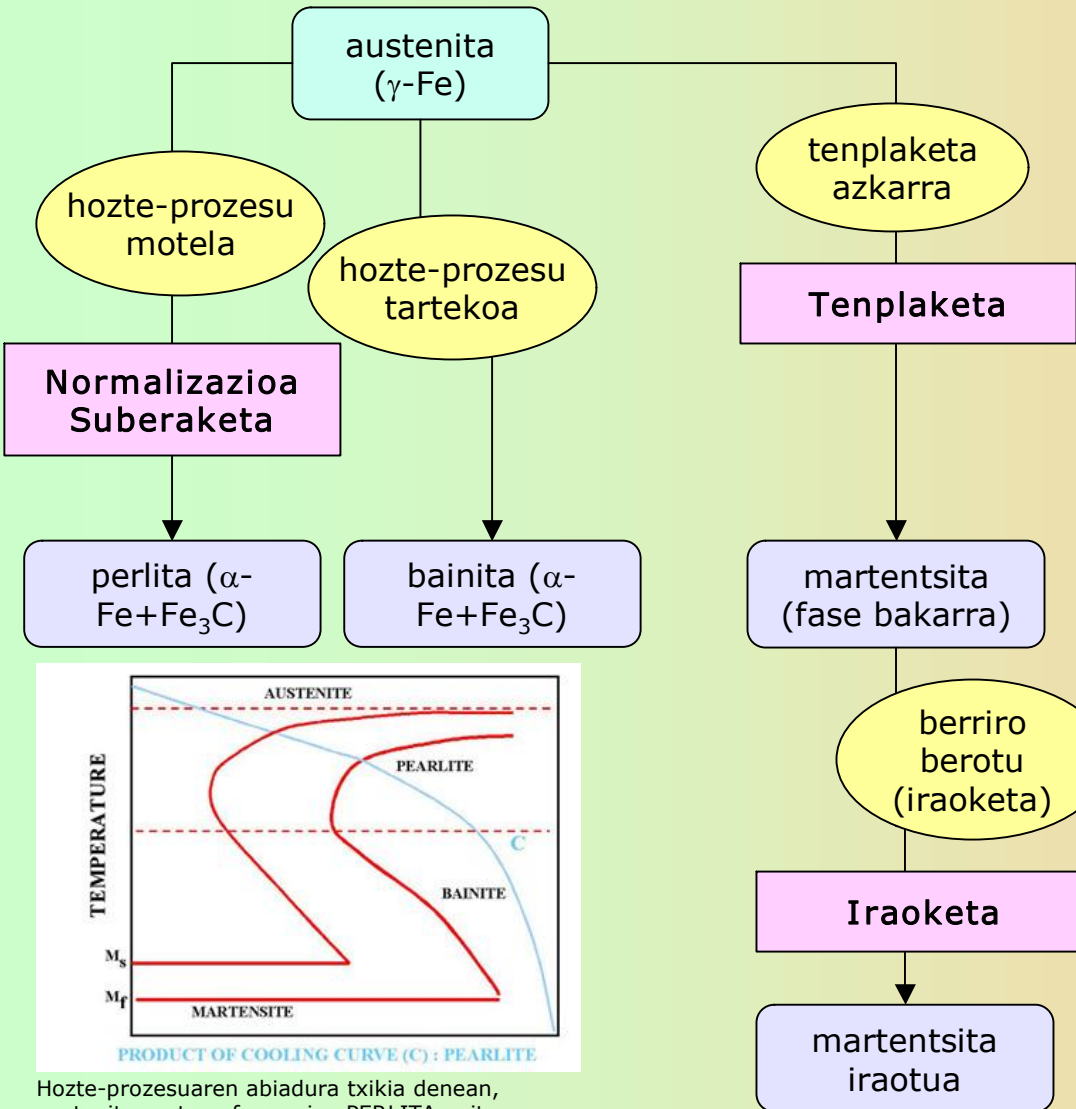 austenita
(γ-Fe)
hozte-prozesu
motela
hozte-prozesu
tartekoa
tenplaketa
azkarra
Normalizazioa
Suberaketa
Tenplaketa
perlita (α-
Fe+Fe₃C)
bainita (α-
Fe+Fe₃C)
martentsita
(fase bakarra)
berriro
berotu
(iraoketa)
Iraoketa
martentsita
iraotua
AUSTENITE
PEARLITE
TEMPERATURE
C
BAINITE
Ms
Mf
MARTENSITE
PRODUCT OF COOLING CURVE (C) : PEARLITE
Hozte-prozesuaren abiadura txikia denean,
PERLITA